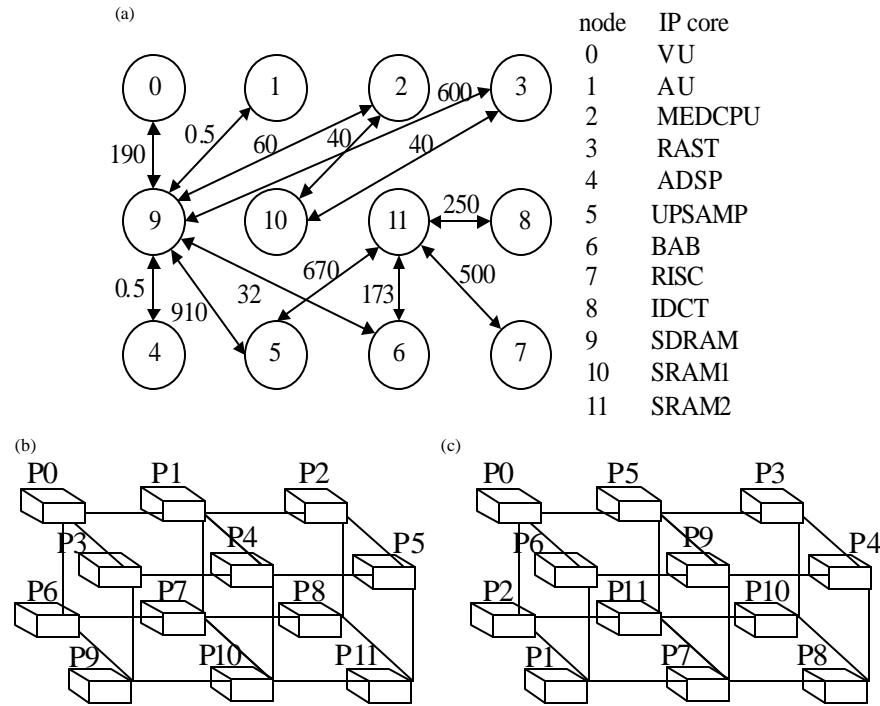 (a)
node IP core
0 VU
1 AU
2 MEDCPU
3 RAST
4 ADSP
5 UPSAMP
6 BAB
7 RISC
8 IDCT
9 SDRAM
10 SRAM1
11 SRAM2
0 1 2 3
600
190 0.5 60 40 40
9 10 11 250 8
0.5 910 32 670 173 500
4 5 6 7
(b)
P0 P1 P2
P3 P4 P5
P6 P7 P8
P9 P10 P11
(c)
P0 P5 P3
P6 P9 P4
P2 P11 P10
P1 P7 P8